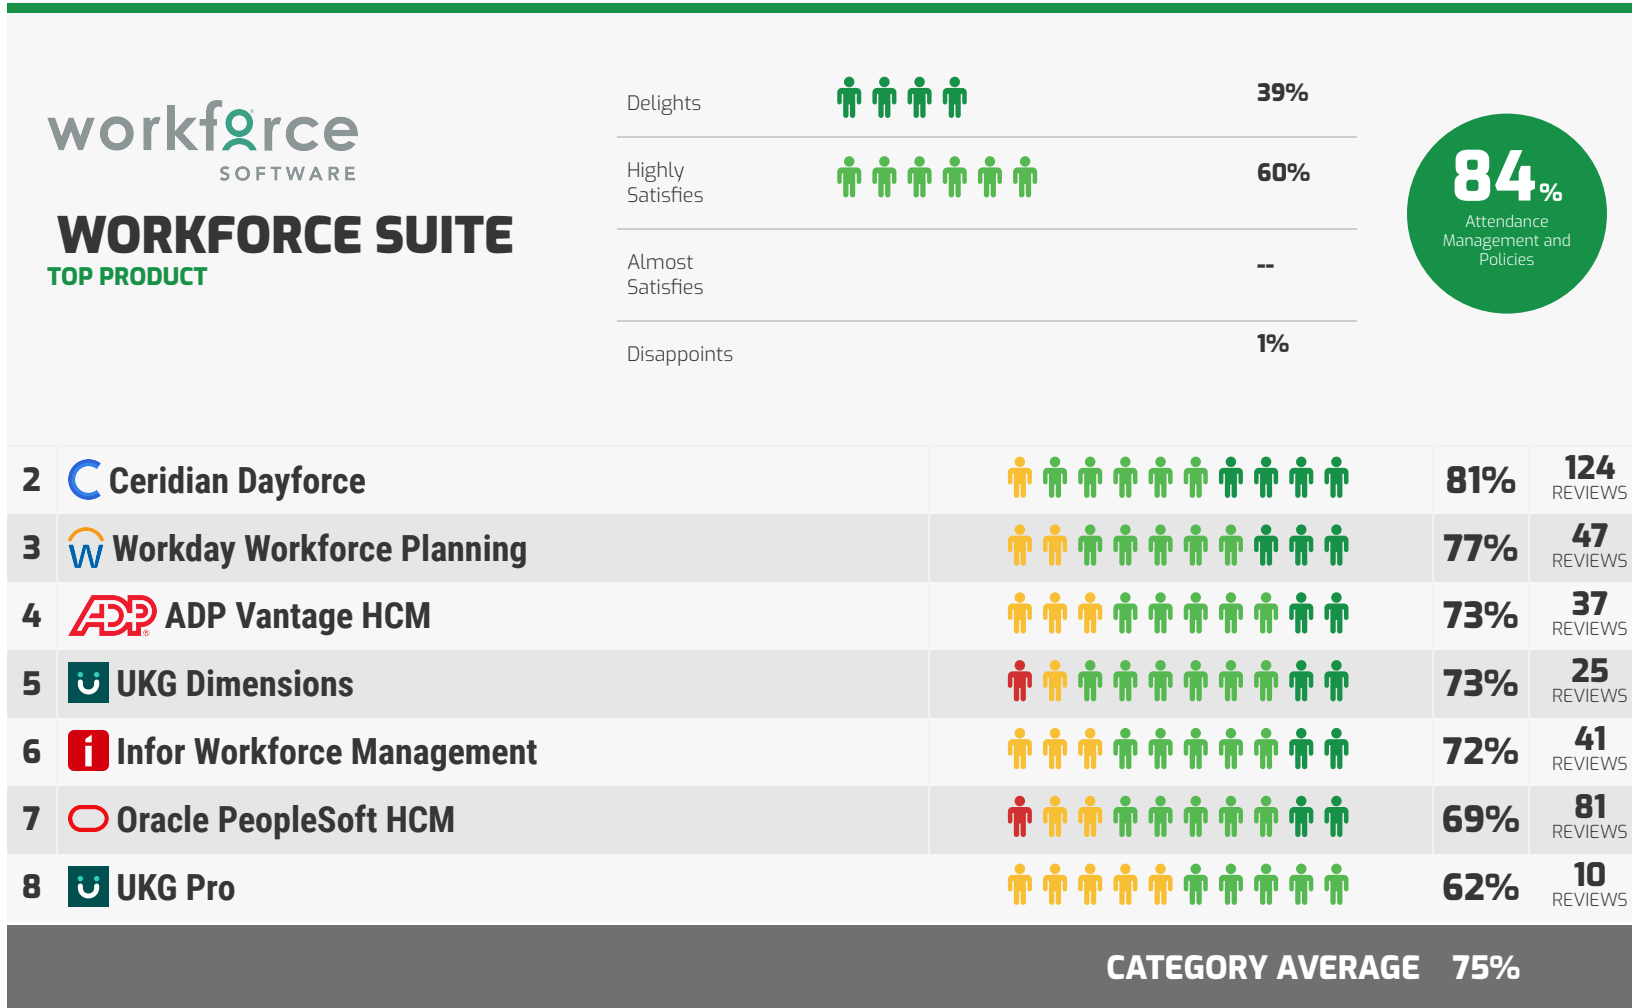 workforce
SOFTWARE
WORKFORCE SUITE
TOP PRODUCT
Delights
39%
Highly
Satisfies
60%
Almost
Satisfies
--
Disappoints
1%
84%
Attendance
Management and
Policies
2 Ceridian Dayforce 81% 124 REVIEWS
3 W Workday Workforce Planning 77% 47 REVIEWS
4 ADP® ADP Vantage HCM 73% 37 REVIEWS
5 UKG Dimensions 73% 25 REVIEWS
6 i Infor Workforce Management 72% 41 REVIEWS
7 Oracle PeopleSoft HCM 69% 81 REVIEWS
8 UKG Pro 62% 10 REVIEWS
CATEGORY AVERAGE 75%